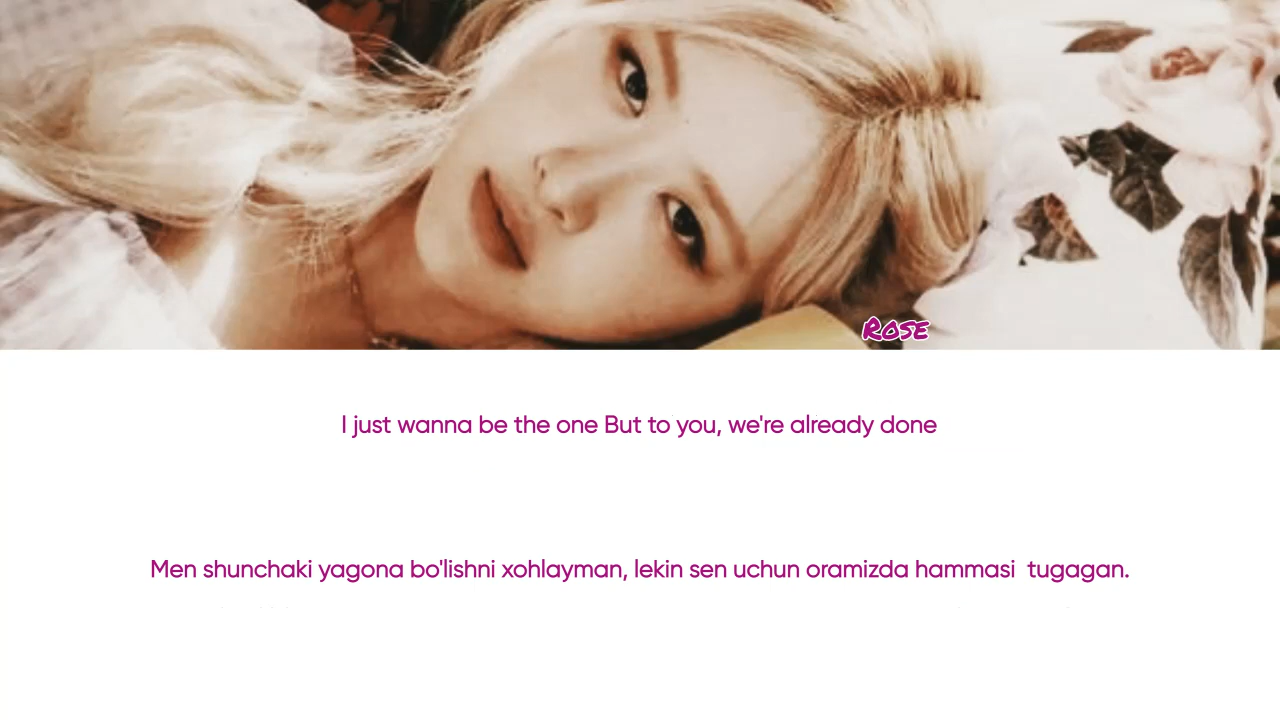 Rose
I just wanna be the one But to you, we're already done
Men shunchaki yagona bo'lishni xohlayman, lekin sen uchun oramizda hammasi  tugagan.